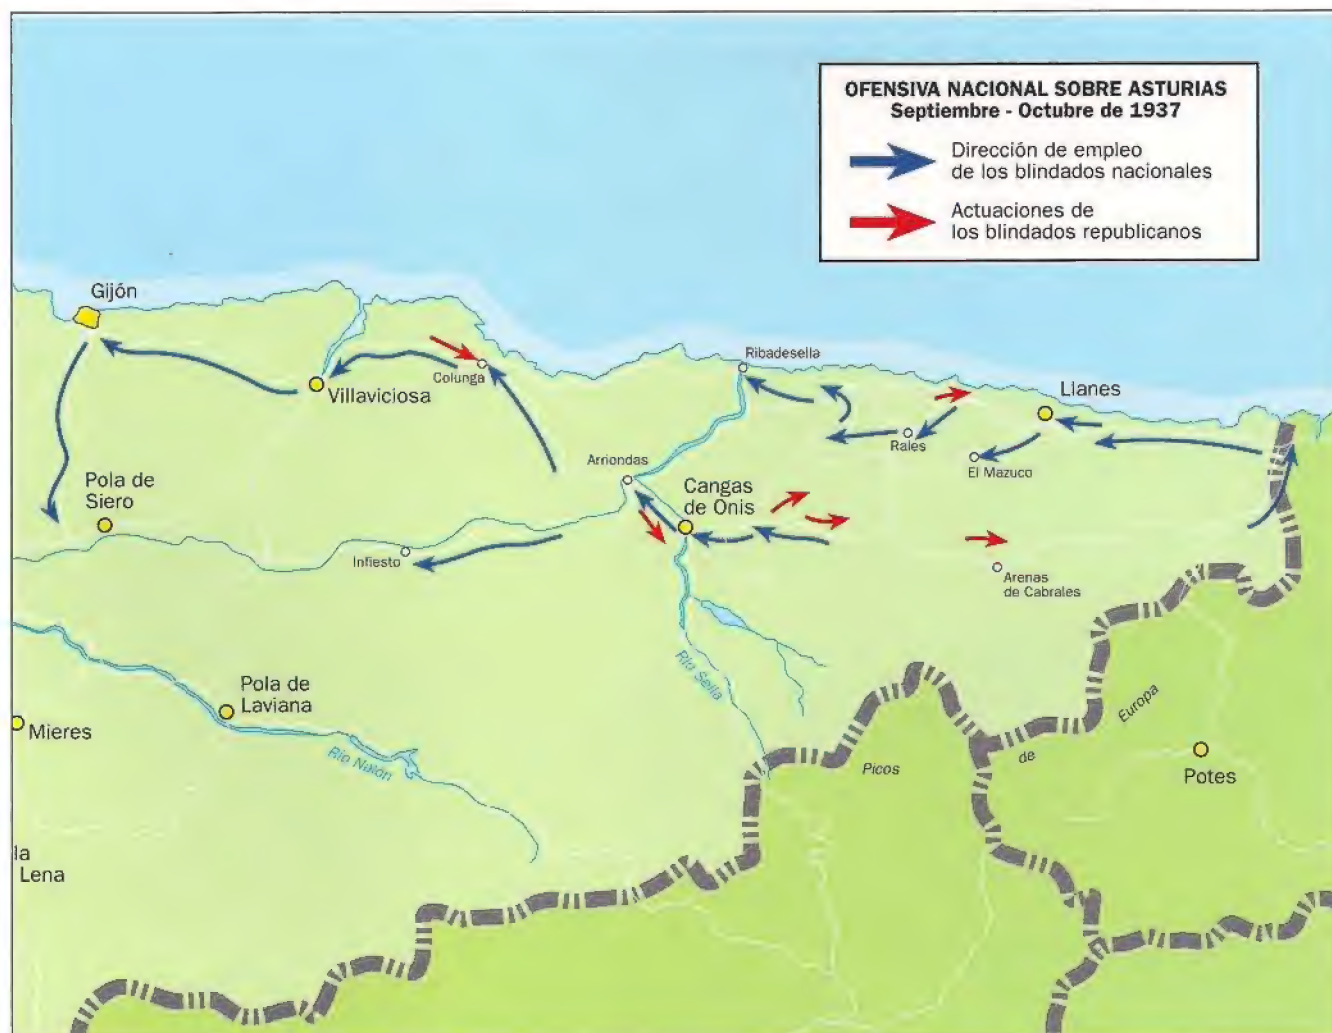 OFENSIVA NACIONAL SOBRE ASTURIAS
Septiembre - Octubre de 1937
Dirección de empleo
de los blindados nacionales
Actuaciones de
los blindados republicanos
Gijón
Villaviciosa
Colunga
Ribadesella
Llanes
Rales
El Mazuco
Arriondas
Cangas
de Onis
Pola de
Siero
Infiesto
Arenas
de Cabrales
Río Sella
Pola de
Laviana
Mieres
Río Nalón
Picos
de
Europa
Potes
la
Lena